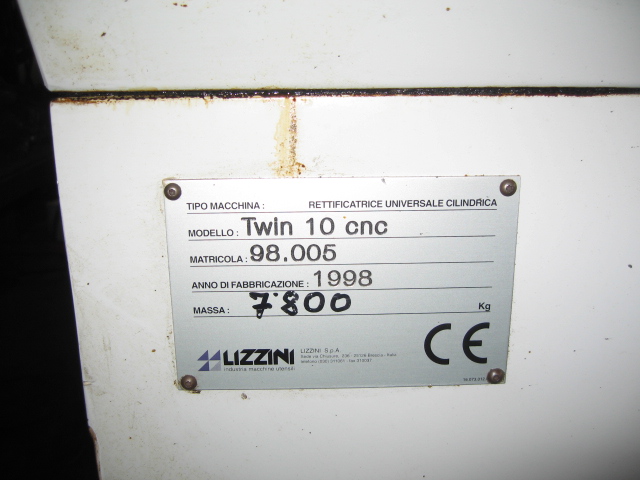 TIPO MACCHINA : RETTIFICATRICE UNIVERSALE CILINDRICA
MODELLO : Twin 10 cnc
MATRICOLA : 98.005
ANNO DI FABBRICAZIONE : 1998
MASSA : 7800 Kg
LIZZINI
industria macchine utensili
LIZZINI S.p.A.
CE